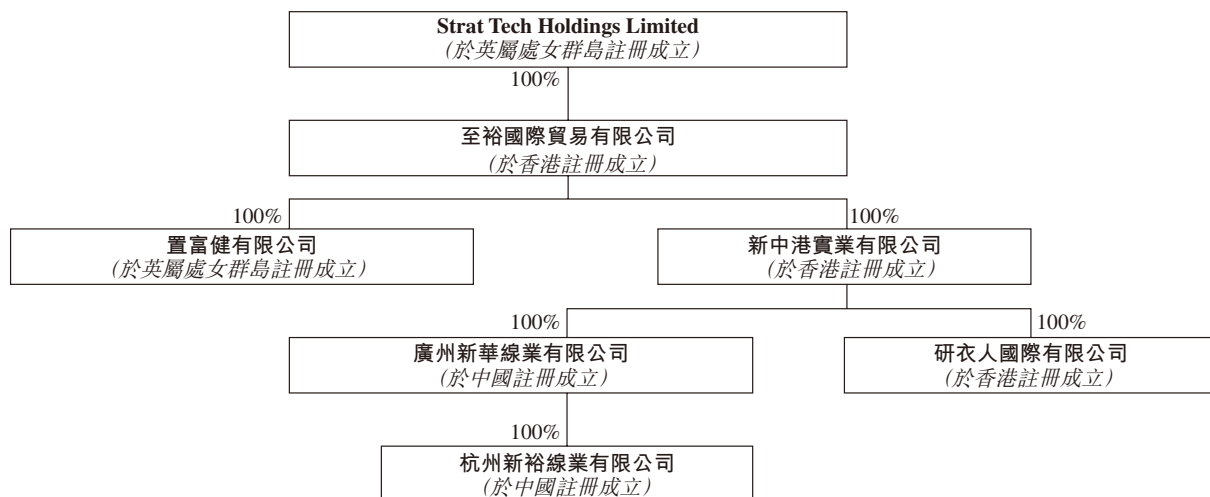 Strat Tech Holdings Limited
(於英屬處女群島註冊成立)
100%
至裕國際貿易有限公司
(於香港註冊成立)
100%
100%
置富健有限公司
(於英屬處女群島註冊成立)
新中港實業有限公司
(於香港註冊成立)
100%
100%
廣州新華線業有限公司
(於中國註冊成立)
研衣人國際有限公司
(於香港註冊成立)
100%
杭州新裕線業有限公司
(於中國註冊成立)